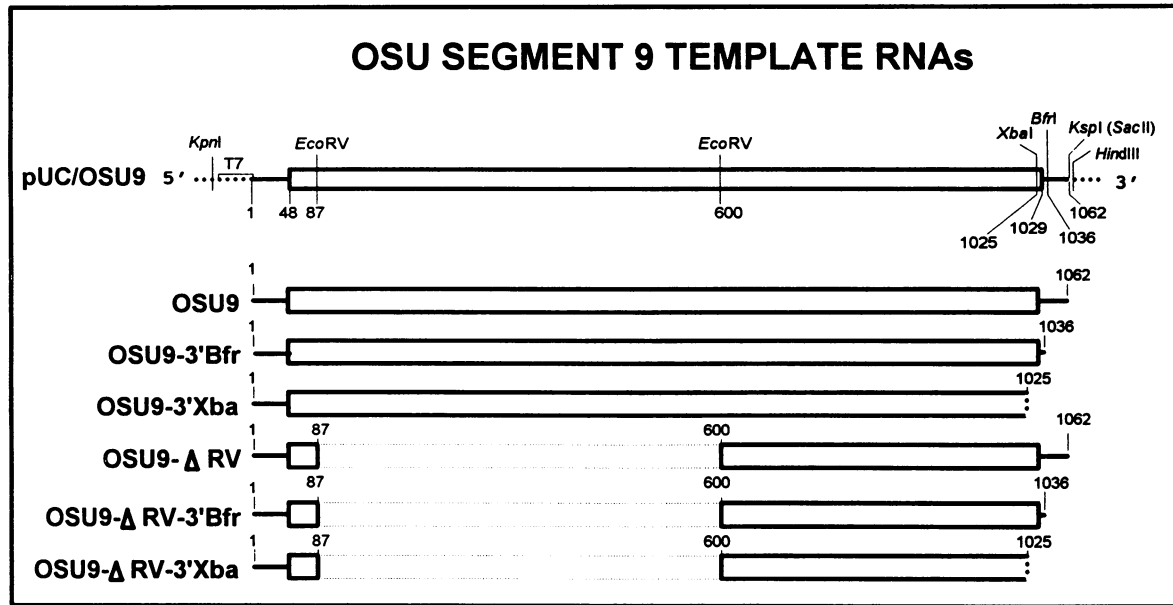 OSU SEGMENT 9 TEMPLATE RNAs
KpnI
T7
EcoRV
EcoRV
XbaI
BfrI
KspI (SacII)
HindIII
pUC/OSU9 5 ' 3 '
1 48 87 600 1025 1029 1036 1062
1 1062
OSU9
1 1036
OSU9-3'Bfr
1 1025
OSU9-3'Xba
1 87 600 1062
OSU9- Δ RV
1 87 600 1036
OSU9-Δ RV-3'Bfr
1 87 600 1025
OSU9-Δ RV-3'Xba